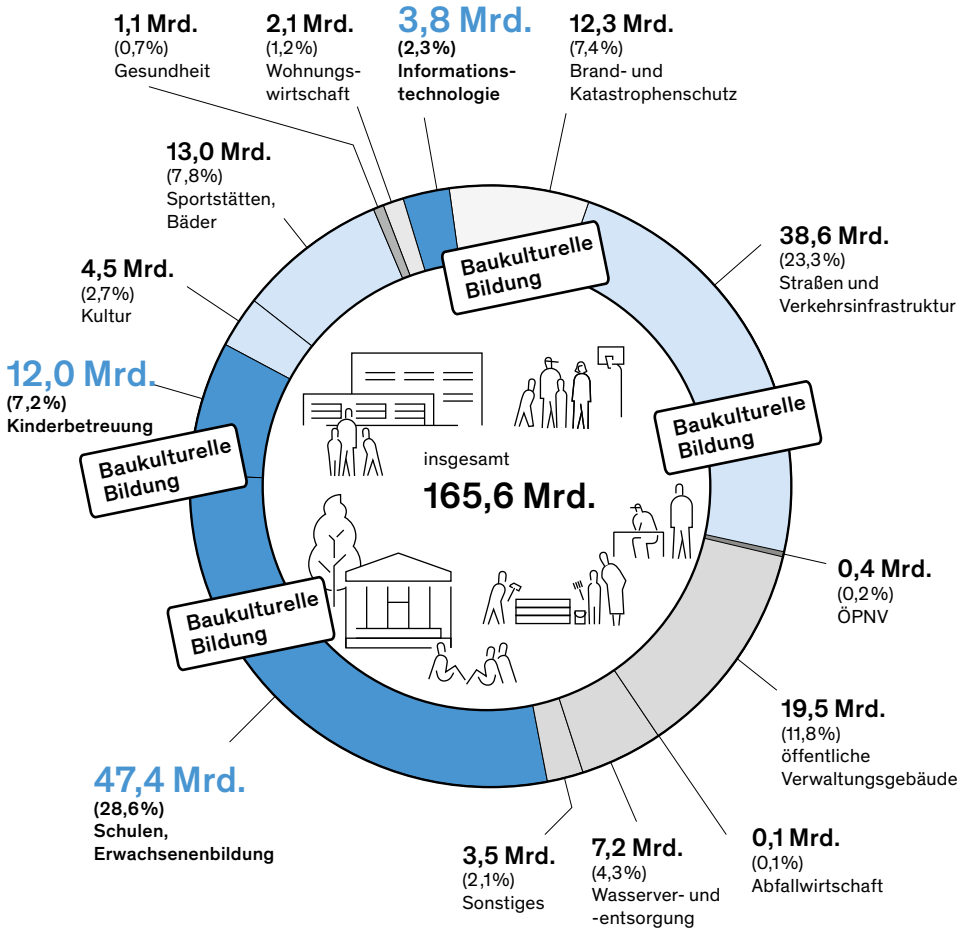 1,1 Mrd.
(0,7%)
Gesundheit
2,1 Mrd.
(1,2%)
Wohnungs-
wirtschaft
3,8 Mrd.
(2,3%)
Informations-
technologie
12,3 Mrd.
(7,4%)
Brand- und
Katastrophenschutz
13,0 Mrd.
(7,8%)
Sportstätten,
Bäder
Baukulturelle
Bildung
38,6 Mrd.
(23,3%)
Straßen und
Verkehrsinfrastruktur
4,5 Mrd.
(2,7%)
Kultur
12,0 Mrd.
(7,2%)
Kinderbetreuung
Baukulturelle
Bildung
Baukulturelle
Bildung
insgesamt
165,6 Mrd.
0,4 Mrd.
(0,2%)
ÖPNV
Baukulturelle
Bildung
19,5 Mrd.
(11,8%)
öffentliche
Verwaltungsgebäude
47,4 Mrd.
(28,6%)
Schulen,
Erwachsenenbildung
3,5 Mrd.
(2,1%)
Sonstiges
7,2 Mrd.
(4,3%)
Wasserver- und
-entsorgung
0,1 Mrd.
(0,1%)
Abfallwirtschaft